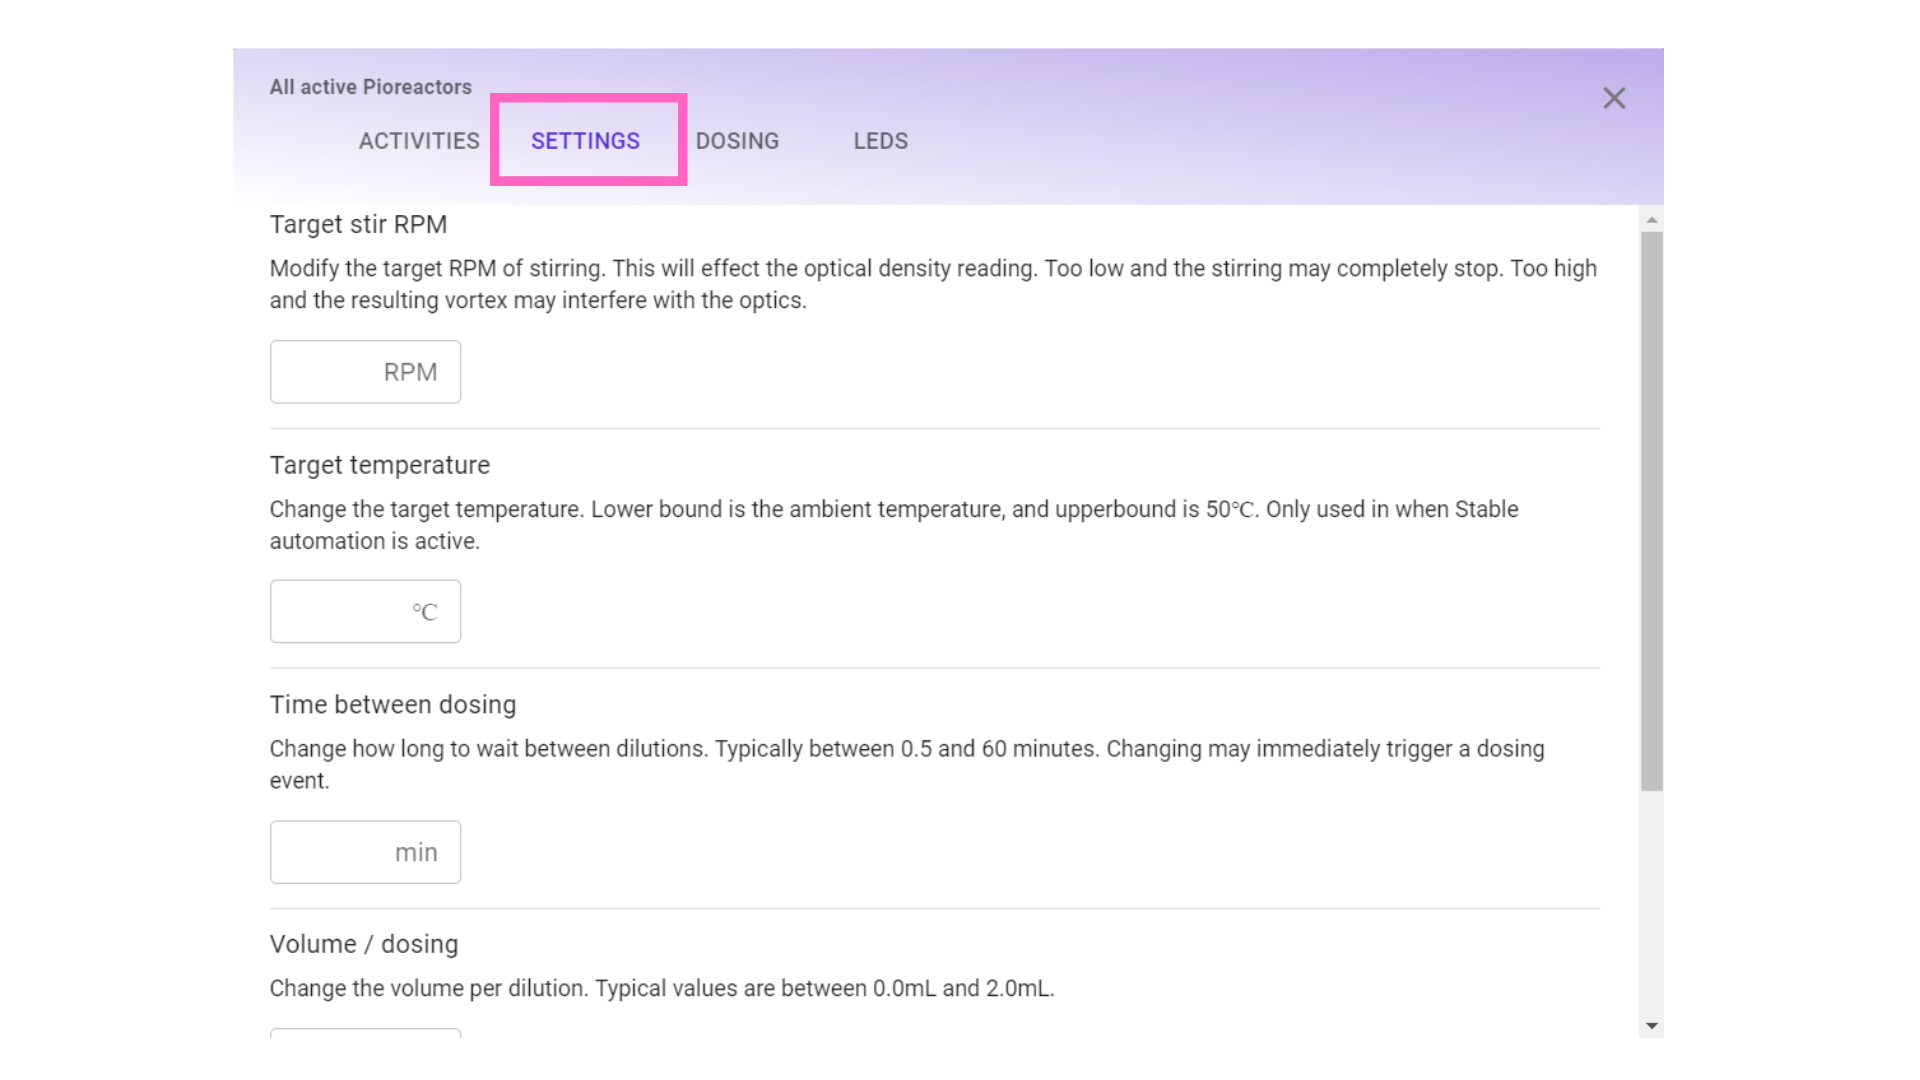 All active Pioreactors
ACTIVITIES SETTINGS DOSING LEDS
Target stir RPM
Modify the target RPM of stirring. This will effect the optical density reading. Too low and the stirring may completely stop. Too high
and the resulting vortex may interfere with the optics.
RPM
Target temperature
Change the target temperature. Lower bound is the ambient temperature, and upperbound is 50℃. Only used in when Stable
automation is active.
℃
Time between dosing
Change how long to wait between dilutions. Typically between 0.5 and 60 minutes. Changing may immediately trigger a dosing
event.
min
Volume / dosing
Change the volume per dilution. Typical values are between 0.0mL and 2.0mL.